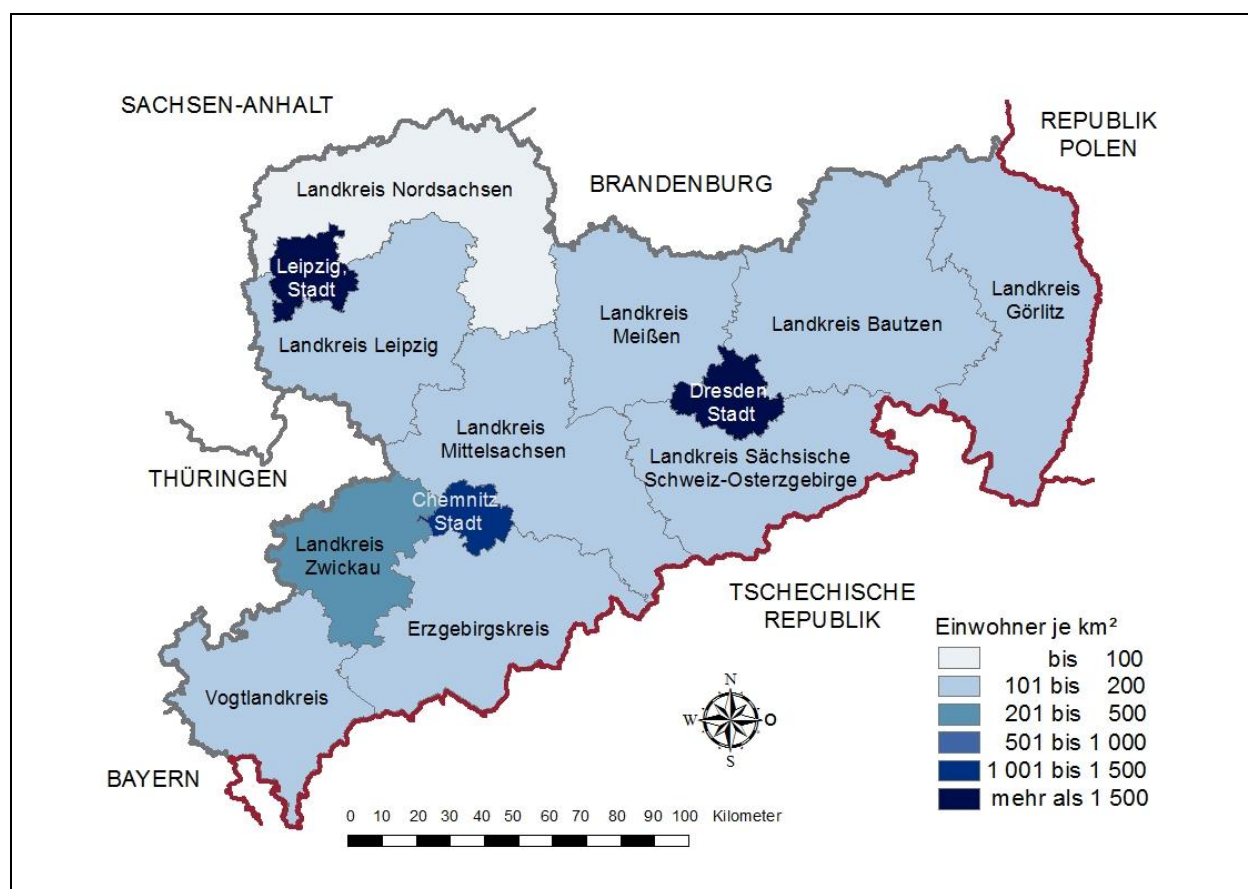 SACHSEN-ANHALT
REPUBLIK
POLEN
BRANDENBURG
Landkreis Nordsachsen
Leipzig,
Stadt
Landkreis
Görlitz
Landkreis
Meißen
Landkreis Bautzen
Landkreis Leipzig
Dresden
Stadt
Landkreis
Mittelsachsen
Landkreis Sächsische
Schweiz-Osterzgebirge
THÜRINGEN
Chemnitz,
Stadt
Landkreis
Zwickau
TSCHECHISCHE
REPUBLIK
Erzgebirgskreis
Vogtlandkreis
BAYERN
N
W
O
S
Einwohner je km²
bis 100
101 bis 200
201 bis 500
501 bis 1 000
1 001 bis 1 500
mehr als 1 500
0 10 20 30 40 50 60 70 80 90 100 Kilometer